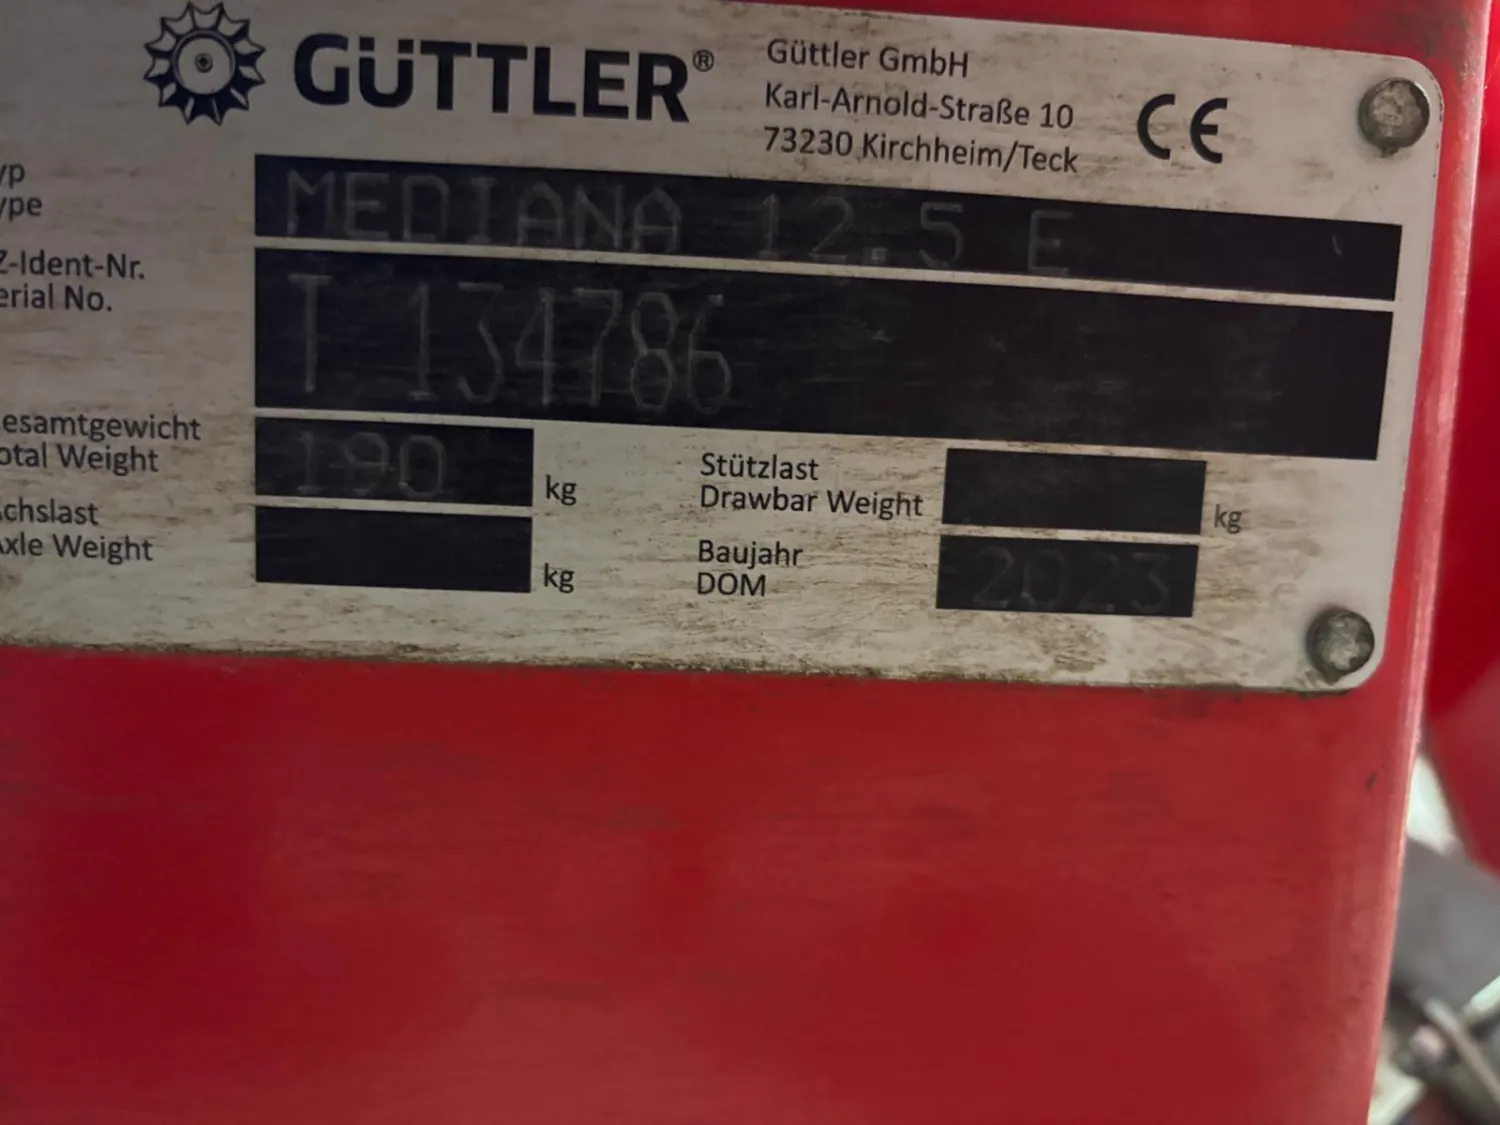 GÜTTLER®
Güttler GmbH
Karl-Arnold-Straße 10
73230 Kirchheim/Teck
CE
yp
ype
MEDIANA 12.5 E
Z-Ident-Nr.
erial No.
T 134786
esamtgewicht
otal Weight
190
kg
Stützlast
Drawbar Weight
kg
chslast
xle Weight
kg
Baujahr
DOM
2023